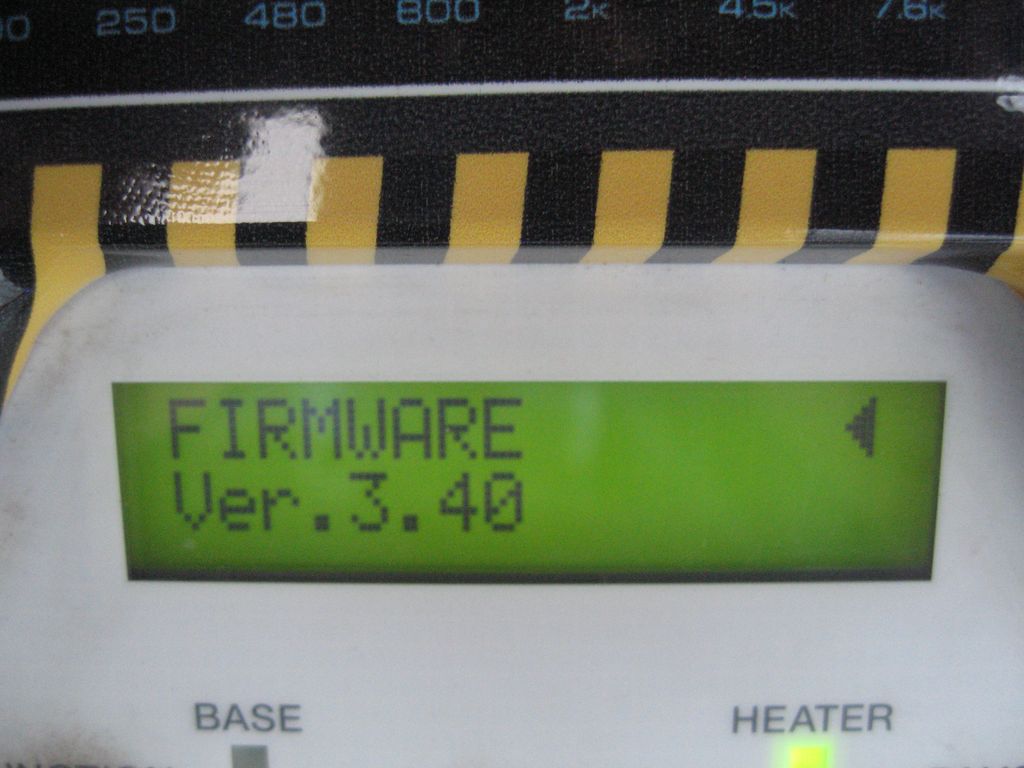 250 480 800 2K 4.5K 7.6K
FIRMWARE
Ver.3.40
BASE HEATER